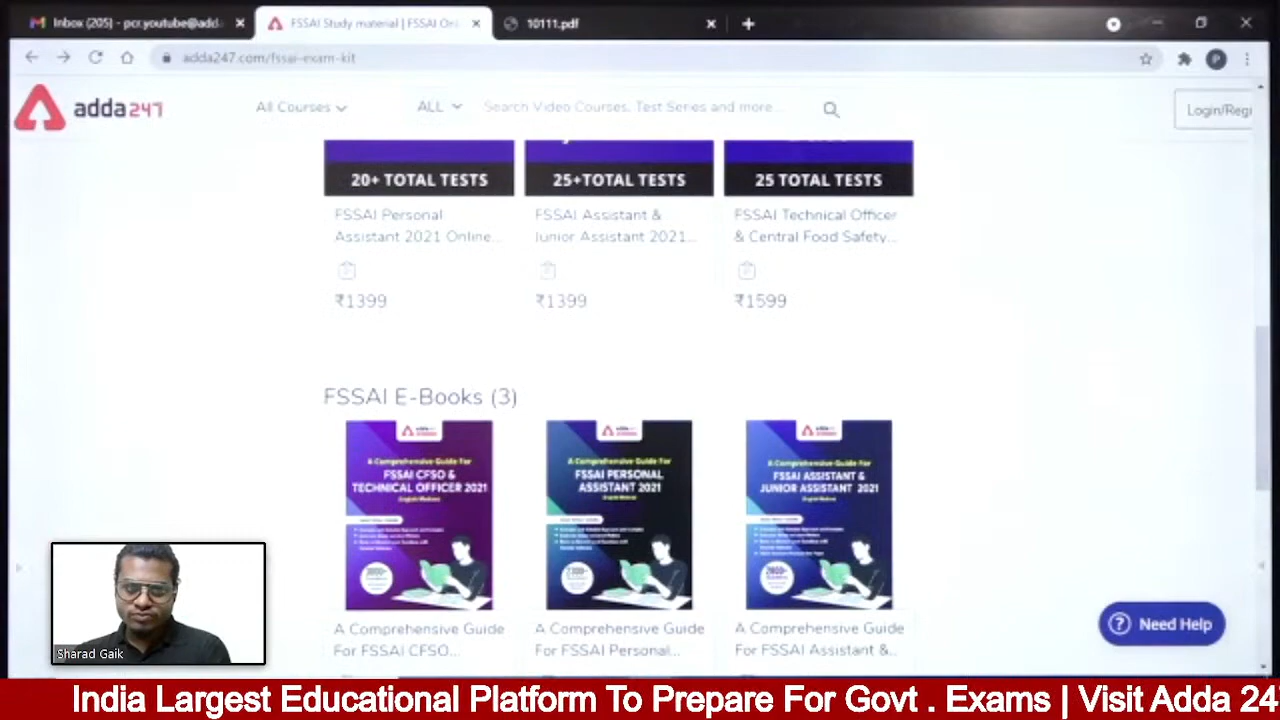 Inbox (205) - pcr.youtube@add
FSSAI Study material | FSSAI Onl
10111.pdf
adda247.com/fssai-exam-kit
P
adda247
All Courses
ALL
Search Video Courses, Test Series and more...
Login/Regi
20+ TOTAL TESTS
25+TOTAL TESTS
25 TOTAL TESTS
FSSAI Personal
Assistant 2021 Online...
FSSAI Assistant &
Junior Assistant 2021...
FSSAI Technical Officer
& Central Food Safety...
₹1399
₹1399
₹1599
FSSAI E-Books (3)
A Comprehensive Guide For
FSSAI CFSO &
TECHNICAL OFFICER 2021
(English Medium)
A Comprehensive Guide For
FSSAI PERSONAL
ASSISTANT 2021
A Comprehensive Guide For
FSSAI ASSISTANT &
JUNIOR ASSISTANT 2021
A Comprehensive Guide
For FSSAI CFSO...
A Comprehensive Guide
For FSSAI Personal...
A Comprehensive Guide
For FSSAI Assistant &...
Need Help
Sharad Gaik
India Largest Educational Platform To Prepare For Govt . Exams | Visit Adda 24